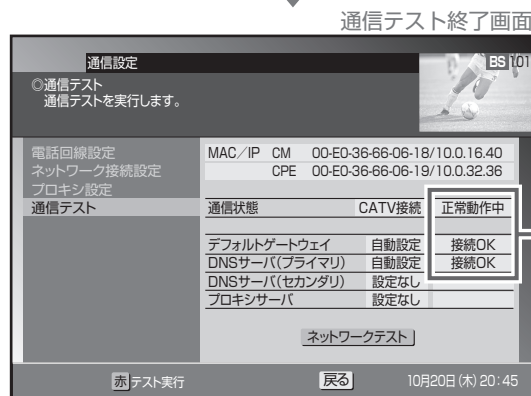 通信テスト終了画面
通信設定
BS 101
◎通信テスト
通信テストを実行します。
電話回線設定
ネットワーク接続設定
プロキシ設定
通信テスト
MAC/IP CM 00-E0-36-66-06-18/10.0.16.40
CPE 00-E0-36-66-06-19/10.0.32.36
通信状態 CATV接続 正常動作中
デフォルトゲートウェイ 自動設定 接続OK
DNSサーバ(プライマリ) 自動設定 接続OK
DNSサーバ(セカンダリ) 設定なし
プロキシサーバ 設定なし
ネットワークテスト
赤 テスト実行 戻る 10月20日(木)20:45